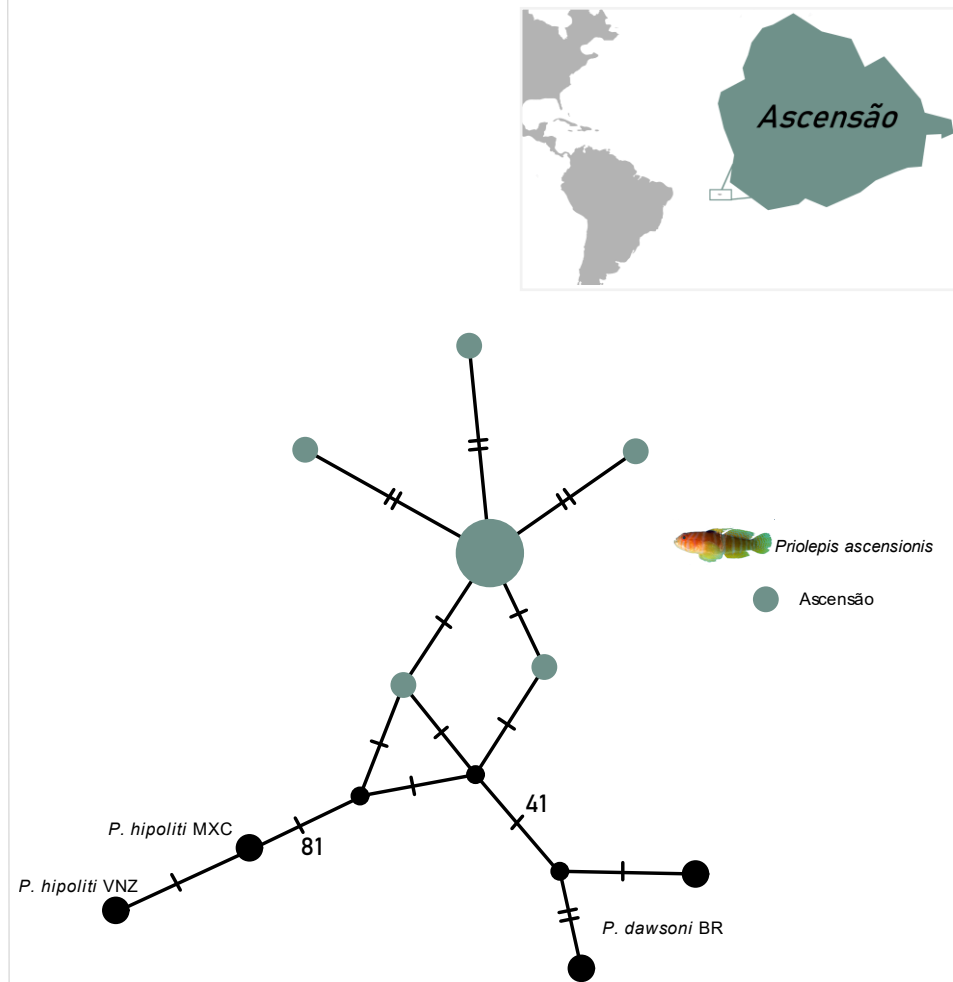 Ascensão
Priolepis ascensionis
Ascensão
41
P. hipoliti MXC
81
P. hipoliti VNZ
P. dawsoni BR